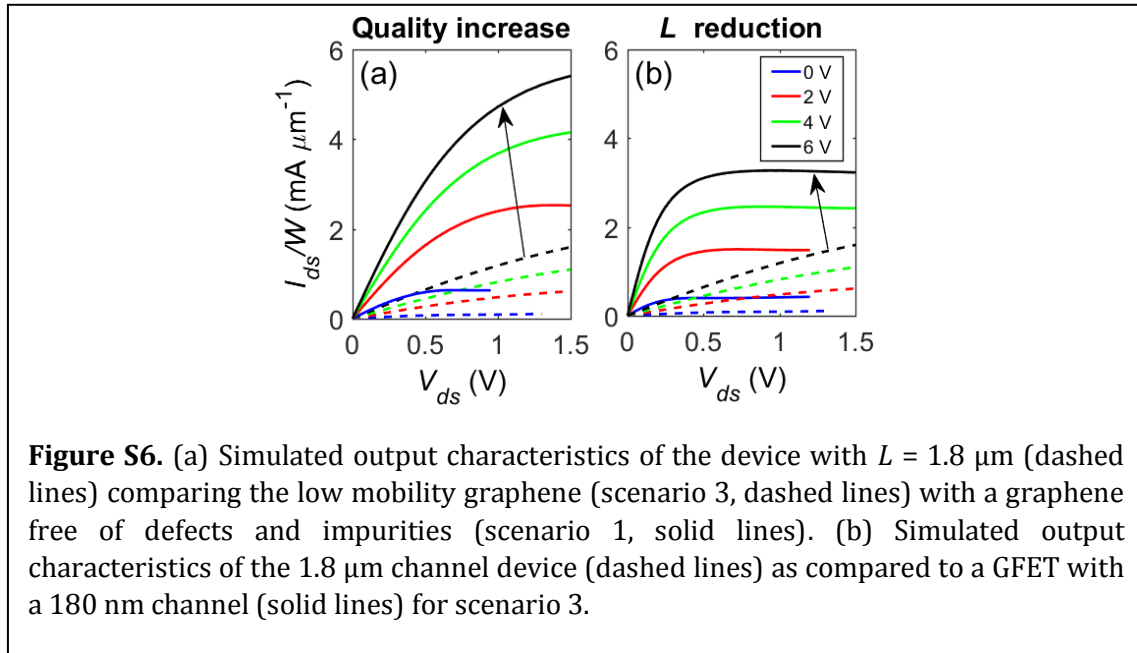 Quality increase
L reduction
(a)
(b)
I_ds/W (mA μm⁻¹)
6
4
2
0
0
0.5
1
1.5
V_ds (V)
6
4
2
0
0
0.5
1
1.5
V_ds (V)
0 V
2 V
4 V
6 V
Figure S6. (a) Simulated output characteristics of the device with L = 1.8 μm (dashed
lines) comparing the low mobility graphene (scenario 3, dashed lines) with a graphene
free of defects and impurities (scenario 1, solid lines). (b) Simulated output
characteristics of the 1.8 μm channel device (dashed lines) as compared to a GFET with
a 180 nm channel (solid lines) for scenario 3.